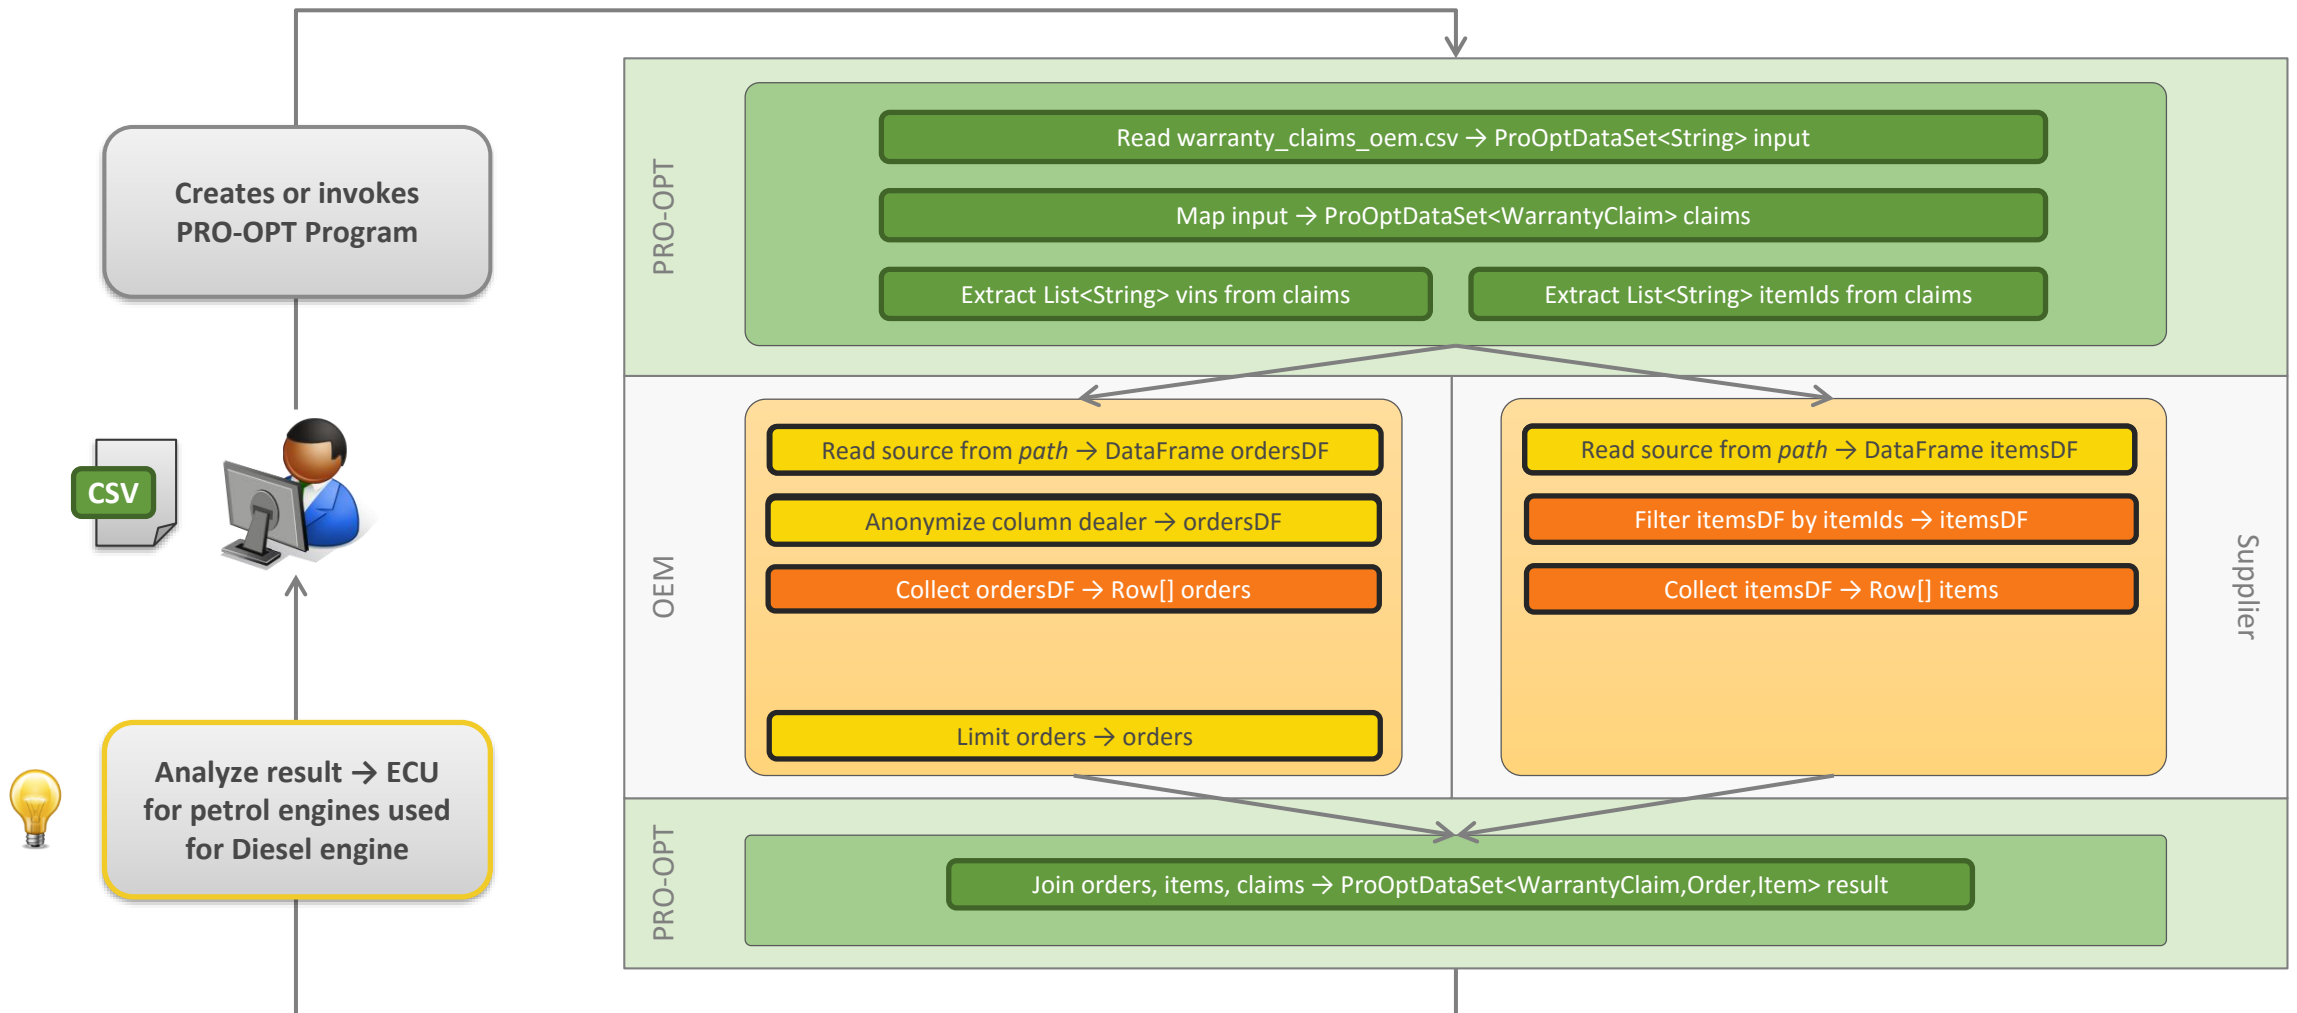 Creates or invokes
PRO-OPT Program
CSV
Analyze result → ECU
for petrol engines used
for Diesel engine
PRO-OPT
Read warranty_claims_oem.csv → ProOptDataSet<String> input
Map input → ProOptDataSet<WarrantyClaim> claims
Extract List<String> vins from claims
Extract List<String> itemIds from claims
OEM
Read source from path → DataFrame ordersDF
Anonymize column dealer → ordersDF
Collect ordersDF → Row[] orders
Limit orders → orders
Read source from path → DataFrame itemsDF
Filter itemsDF by itemIds → itemsDF
Collect itemsDF → Row[] items
Supplier
PRO-OPT
Join orders, items, claims → ProOptDataSet<WarrantyClaim,Order,Item> result